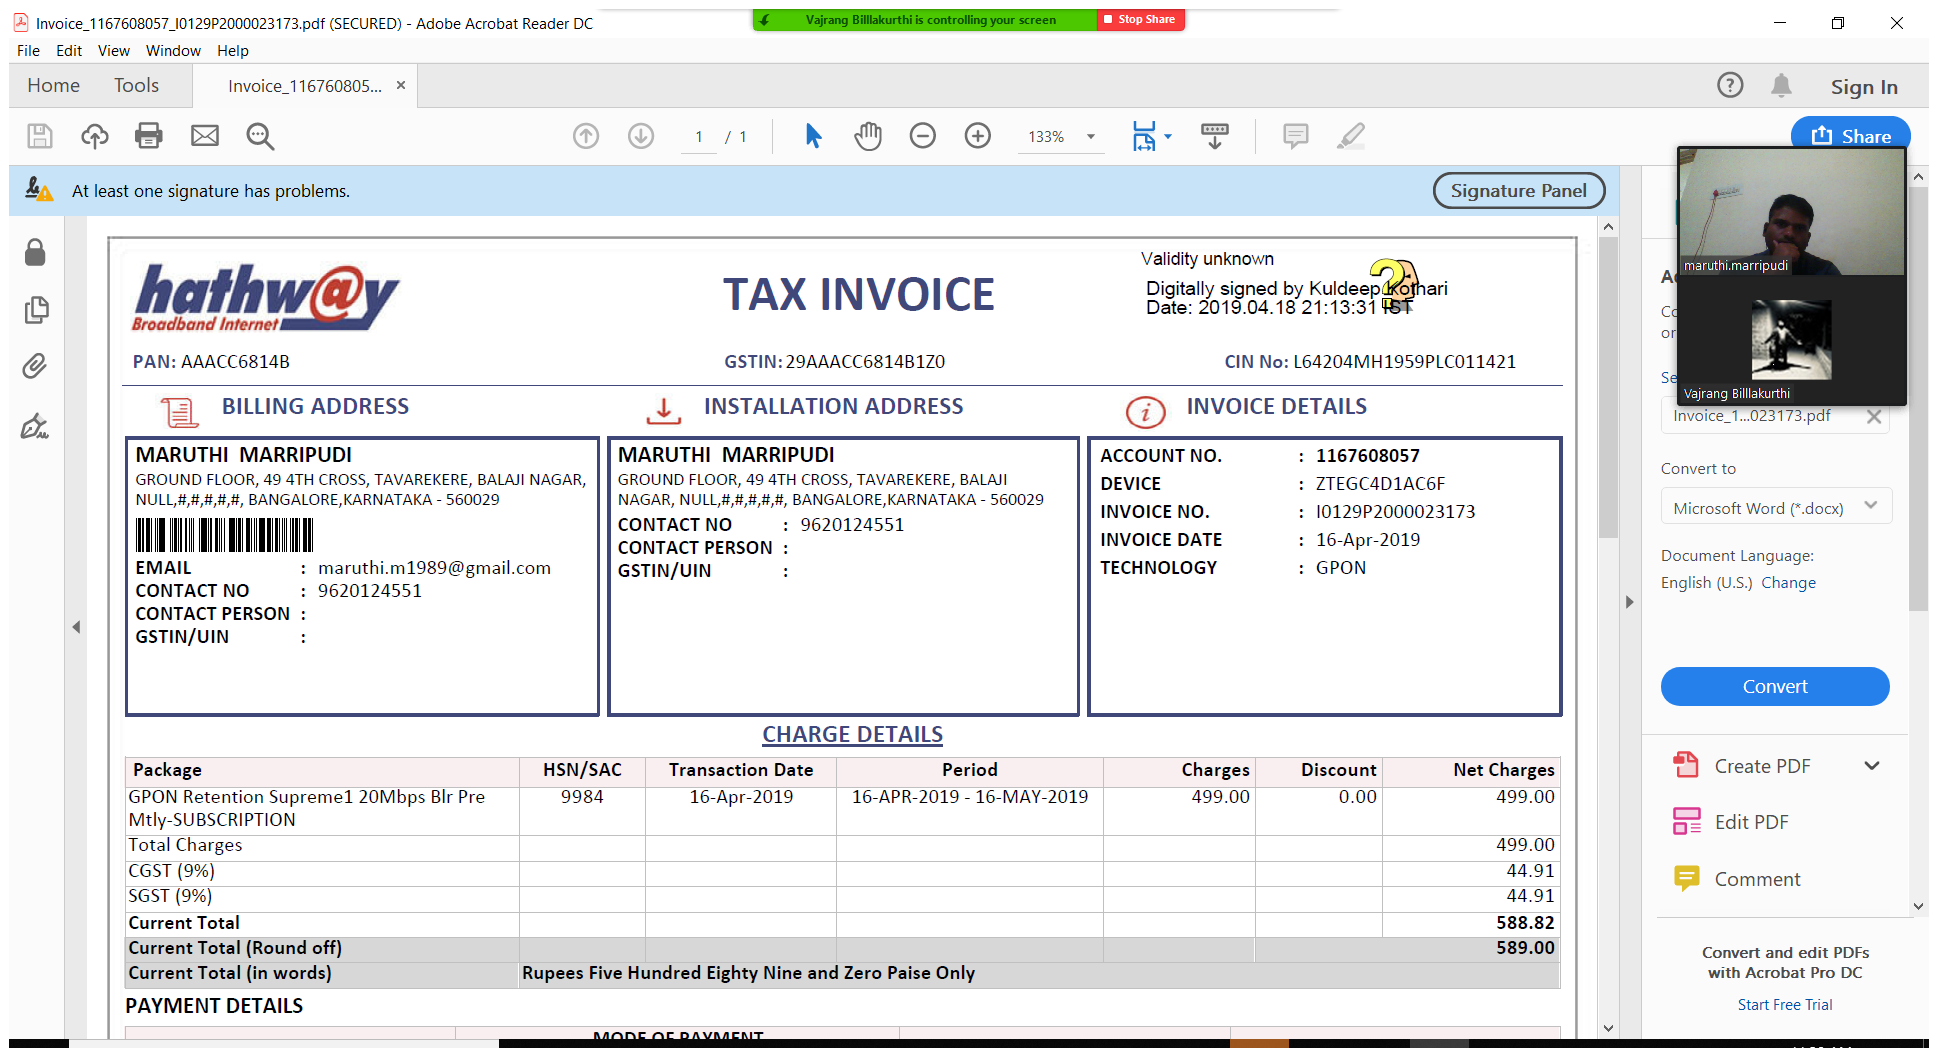 Invoice_1167608057_I0129P2000023173.pdf (SECURED) - Adobe Acrobat Reader DC
Vajrang Billlakurthi is controlling your screen
Stop Share
File Edit View Window Help
Home Tools Invoice_116760805... ×
Sign In
1 / 1
133%
Share
At least one signature has problems.
Signature Panel
maruthi.marripudi
Vajrang Billlakurthi
hathw@y
Broadband Internet
TAX INVOICE
Validity unknown
Digitally signed by Kuldeep kothari
Date: 2019.04.18 21:13:31 IST
PAN: AAACC6814B
GSTIN: 29AAACC6814B1Z0
CIN No: L64204MH1959PLC011421
BILLING ADDRESS
MARUTHI MARRIPUDI
GROUND FLOOR, 49 4TH CROSS, TAVAREKERE, BALAJI NAGAR,
NULL,#,#,#,#,#, BANGALORE,KARNATAKA - 560029
EMAIL : maruthi.m1989@gmail.com
CONTACT NO : 9620124551
CONTACT PERSON :
GSTIN/UIN :
INSTALLATION ADDRESS
MARUTHI MARRIPUDI
GROUND FLOOR, 49 4TH CROSS, TAVAREKERE, BALAJI
NAGAR, NULL,#,#,#,#,#, BANGALORE,KARNATAKA - 560029
CONTACT NO : 9620124551
CONTACT PERSON :
GSTIN/UIN :
INVOICE DETAILS
ACCOUNT NO. : 1167608057
DEVICE : ZTEGC4D1AC6F
INVOICE NO. : I0129P2000023173
INVOICE DATE : 16-Apr-2019
TECHNOLOGY : GPON
CHARGE DETAILS
Package HSN/SAC Transaction Date Period Charges Discount Net Charges
GPON Retention Supreme1 20Mbps Blr Pre 9984 16-Apr-2019 16-APR-2019 - 16-MAY-2019 499.00 0.00 499.00
Mtly-SUBSCRIPTION
Total Charges 499.00
CGST (9%) 44.91
SGST (9%) 44.91
Current Total 588.82
Current Total (Round off) 589.00
Current Total (in words) Rupees Five Hundred Eighty Nine and Zero Paise Only
PAYMENT DETAILS
MODE OF PAYMENT
Invoice_1...023173.pdf
Convert to
Microsoft Word (*.docx)
Document Language:
English (U.S.) Change
Convert
Create PDF
Edit PDF
Comment
Convert and edit PDFs
with Acrobat Pro DC
Start Free Trial